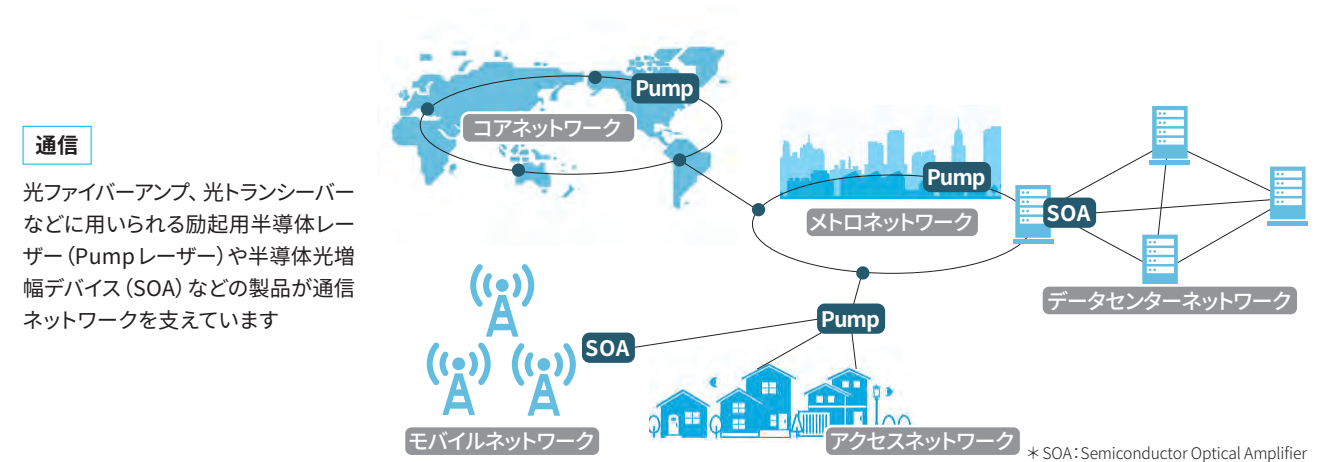 通信
光ファイバーアンプ、光トランシーバー
などに用いられる励起用半導体レー
ザー（Pumpレーザー）や半導体光増
幅デバイス（SOA）などの製品が通信
ネットワークを支えています
Pump
コアネットワーク
Pump
メトロネットワーク
SOA
データセンターネットワーク
Pump
SOA
モバイルネットワーク
アクセスネットワーク
＊SOA：Semiconductor Optical Amplifier